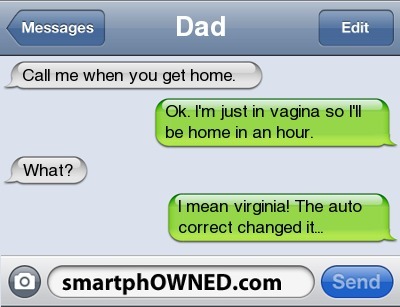 Messages
Dad
Edit
Call me when you get home.
Ok. I'm just in vagina so I'll
be home in an hour.
What?
I mean virginia! The auto
correct changed it...
smartphOWNED.com
Send